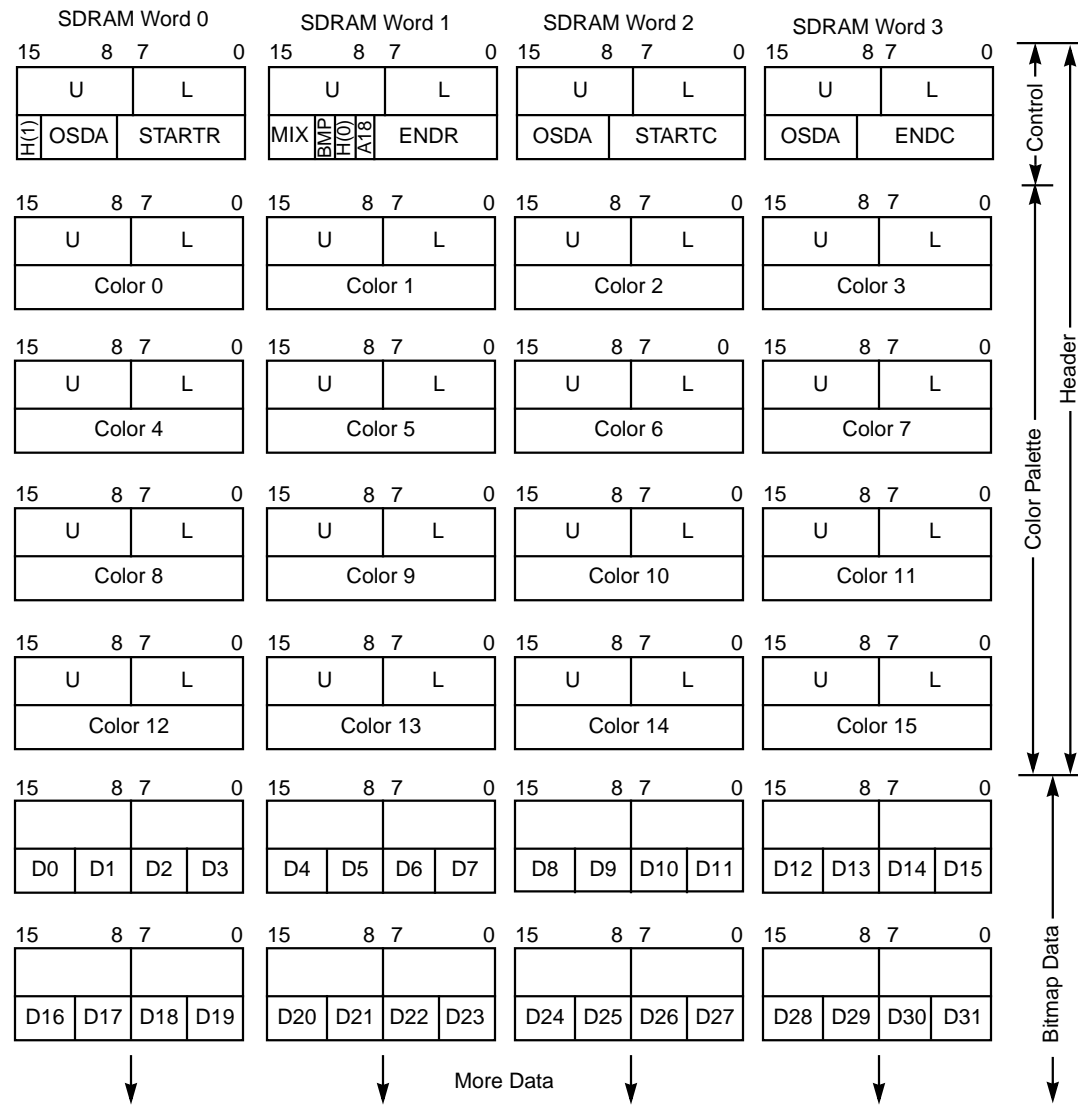 SDRAM Word 0 SDRAM Word 1 SDRAM Word 2 SDRAM Word 3
15 8 7 0 15 8 7 0 15 8 7 0 15 8 7 0
U L U L U L U L
H(1) OSDA STARTR MIX BMP H(0) A18 ENDR OSDA STARTC OSDA ENDC
Control
15 8 7 0 15 8 7 0 15 8 7 0 15 8 7 0
U L U L U L U L
Color 0 Color 1 Color 2 Color 3
15 8 7 0 15 8 7 0 15 8 7 0 15 8 7 0
U L U L U L U L
Color 4 Color 5 Color 6 Color 7
Header
Color Palette
15 8 7 0 15 8 7 0 15 8 7 0 15 8 7 0
U L U L U L U L
Color 8 Color 9 Color 10 Color 11
15 8 7 0 15 8 7 0 15 8 7 0 15 8 7 0
U L U L U L U L
Color 12 Color 13 Color 14 Color 15
15 8 7 0 15 8 7 0 15 8 7 0 15 8 7 0
D0 D1 D2 D3 D4 D5 D6 D7 D8 D9 D10 D11 D12 D13 D14 D15
15 8 7 0 15 8 7 0 15 8 7 0 15 8 7 0
D16 D17 D18 D19 D20 D21 D22 D23 D24 D25 D26 D27 D28 D29 D30 D31
Bitmap Data
More Data